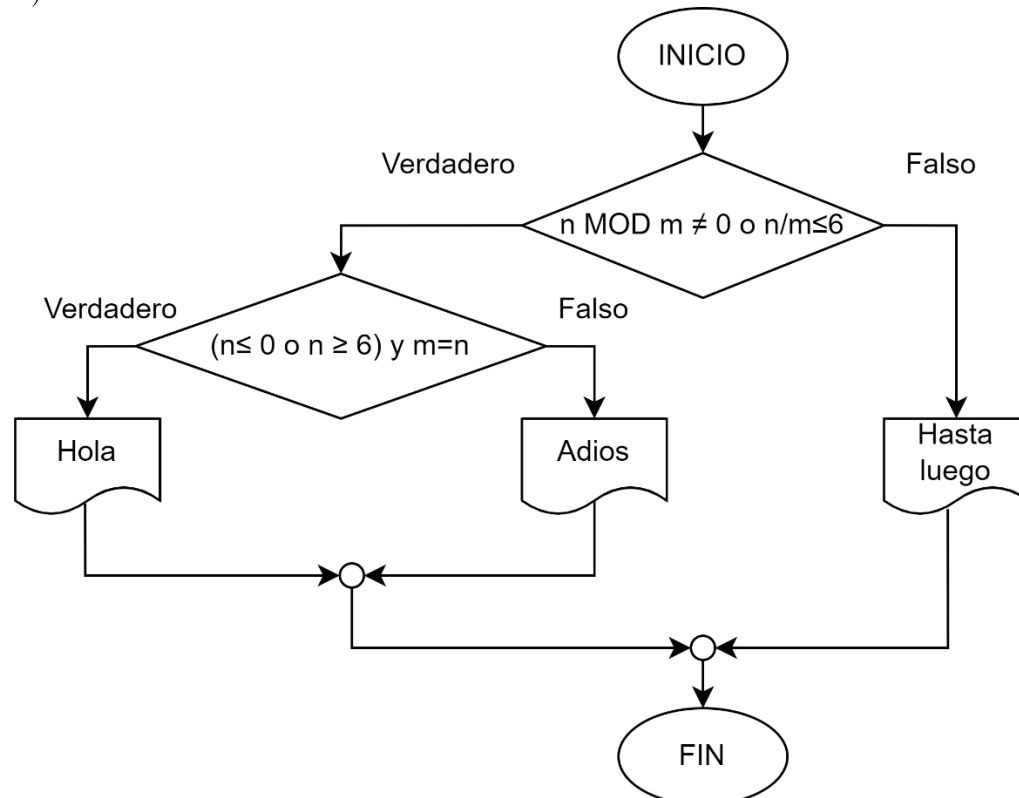 )
INICIO
Verdadero
Falso
n MOD m ≠ 0 o n/m≤6
Verdadero
Falso
(n≤ 0 o n ≥ 6) y m=n
Hola
Adios
Hasta
luego
FIN